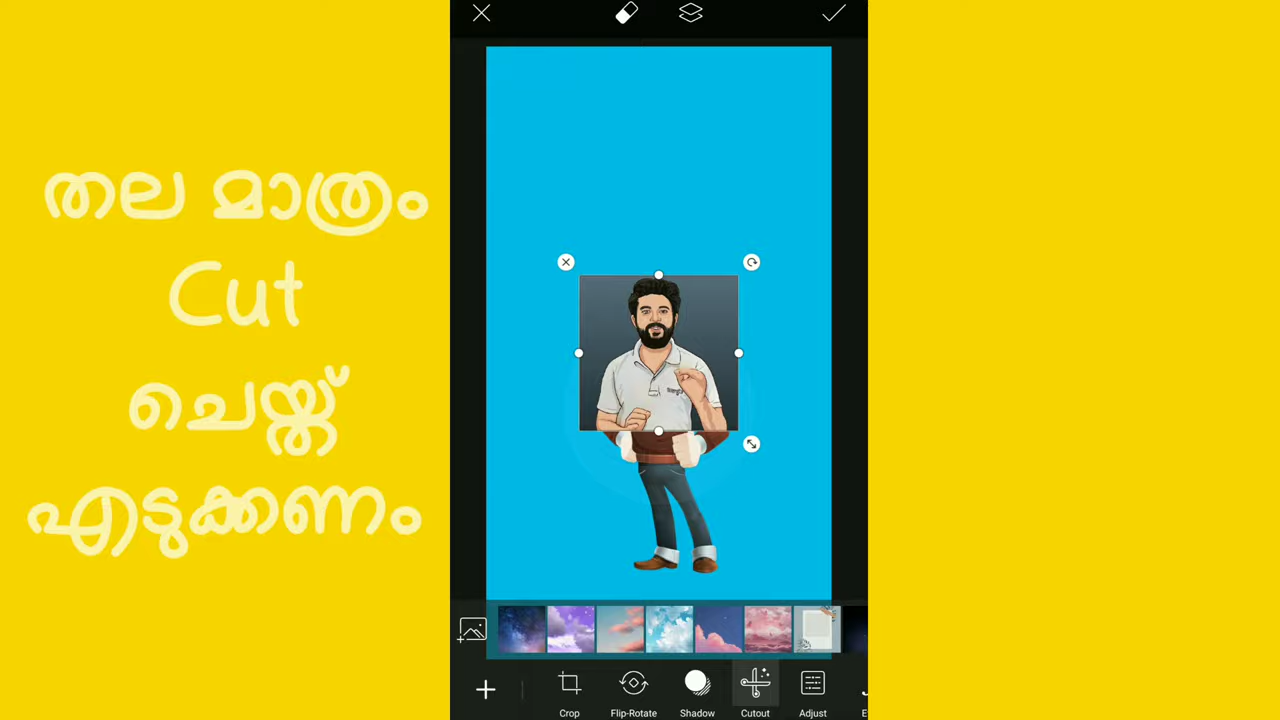 തല മാത്രം
Cut
ചെയ്ത്
എടുക്കണം
Crop
Flip-Rotate
Shadow
Cutout
Adjust